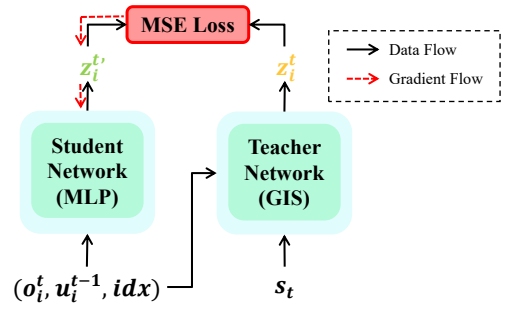 MSE Loss
Data Flow
Gradient Flow
z_i^{t'}
z_i^t
Student
Network
(MLP)
Teacher
Network
(GIS)
(o_i^t, u_i^{t-1}, idx)
s_t